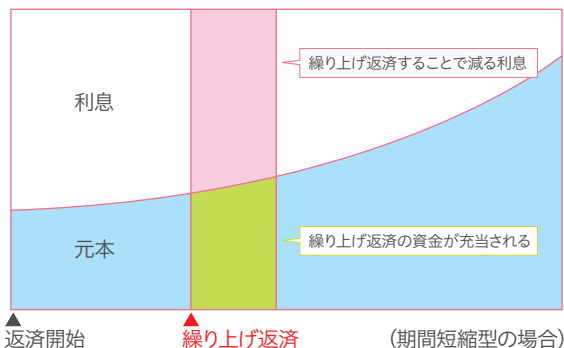 繰り上げ返済することで減る利息
利息
繰り上げ返済の資金が充当される
元本
返済開始
繰り上げ返済
（期間短縮型の場合）